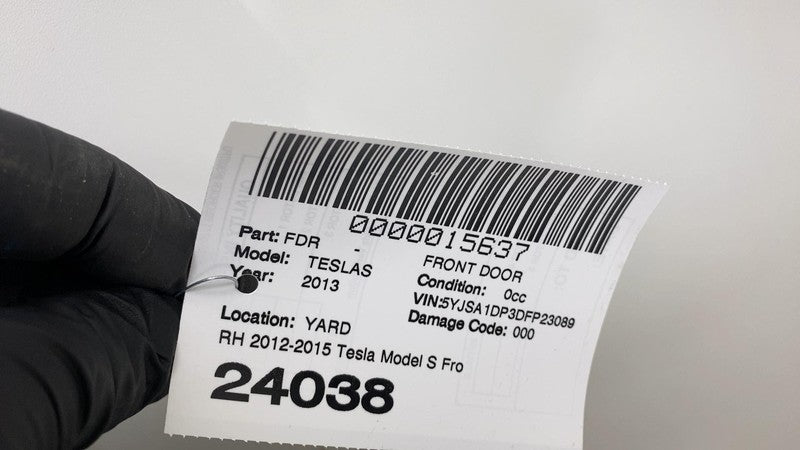 0000015637
Part: FDR -
FRONT DOOR
Model: TESLAS
Condition: 0cc
Year: 2013
VIN:5YJSA1DP3DFP23089
Damage Code: 000
Location: YARD
RH 2012-2015 Tesla Model S Fro
24038